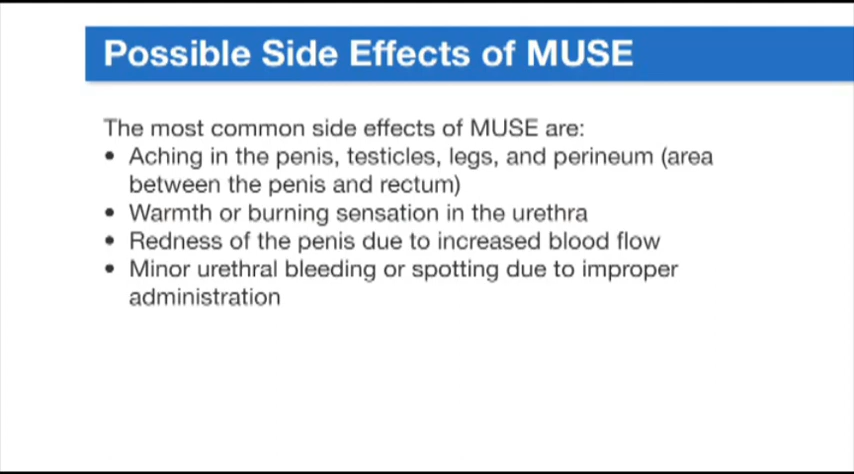 Possible Side Effects of MUSE
The most common side effects of MUSE are:
• Aching in the penis, testicles, legs, and perineum (area
between the penis and rectum)
• Warmth or burning sensation in the urethra
• Redness of the penis due to increased blood flow
• Minor urethral bleeding or spotting due to improper
administration